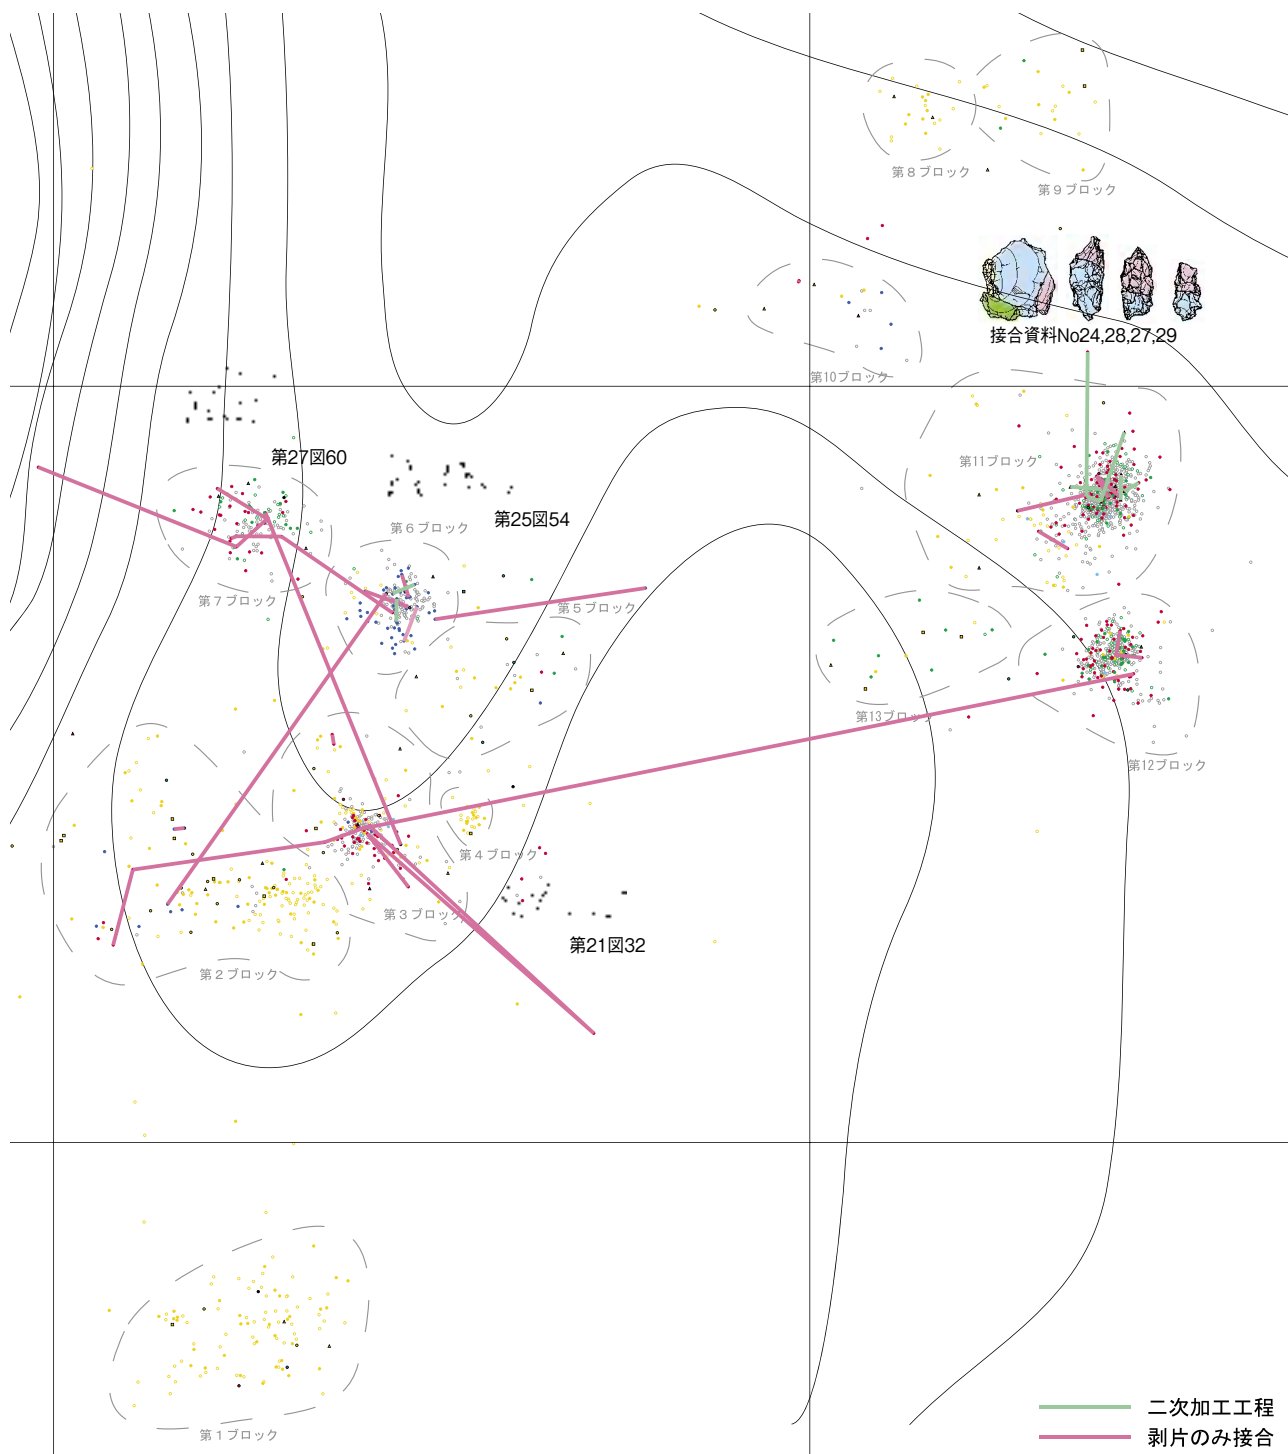 第８ブロック
第９ブロック
接合資料No24,28,27,29
第10ブロック
第27図60
第11ブロック
第25図54
第６ブロック
第７ブロック
第５ブロック
第13ブロック
第12ブロック
第４ブロック
第３ブロック
第21図32
第２ブロック
二次加工工程
第１ブロック
剥片のみ接合